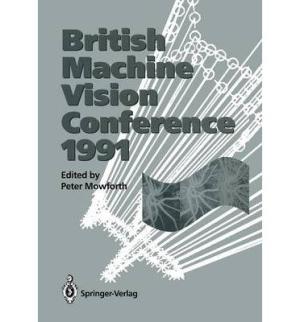 British
Machine
Vision
Conference
1991
Edited by
Peter Mowforth
Springer-Verlag